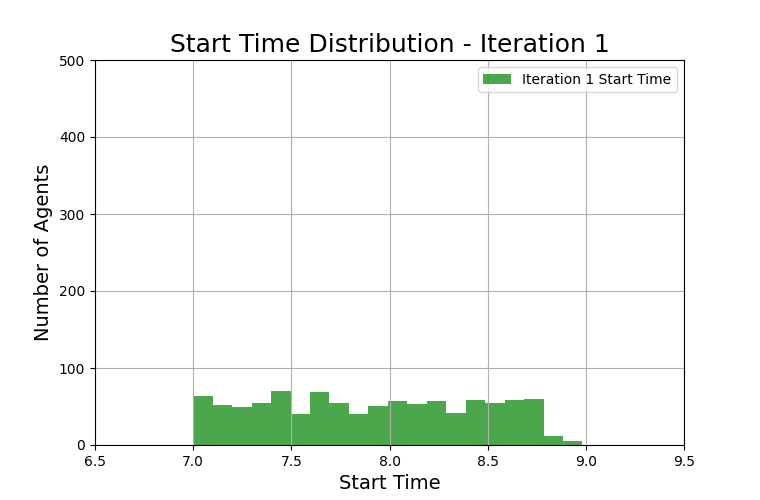 Start Time Distribution - Iteration 1
Iteration 1 Start Time
Number of Agents
500
400
300
200
100
0
6.5 7.0 7.5 8.0 8.5 9.0 9.5
Start Time